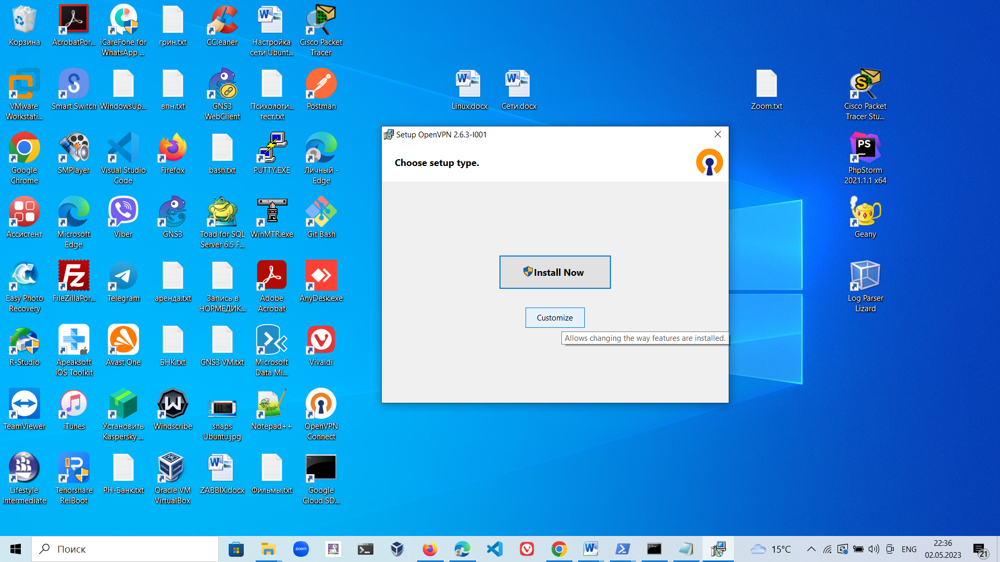 Корзина
AcrobatPor...
iCareFone for
WhatsApp ...
грин.txt
CCleaner
Настройка
сети Ubunt...
Cisco Packet
Tracer
VMware
Workstati...
Smart Switch
WindowsUp...
впн.txt
GNS3
WebClient
Психологи...
тест.txt
Postman
Linux.docx
Сети.docx
Zoom.txt
Cisco Packet
Tracer Stu...
Google
Chrome
SMPlayer
Visual Studio
Code
Firefox
bash.txt
PUTTY.EXE
Личный -
Edge
PhpStorm
2021.1.1 x64
Ассистент
Microsoft
Edge
Viber
GNS3
Toad for SQL
Server 6.5 F...
WinMTR.exe
Git Bash
Geany
Easy Photo
Recovery
FileZillaPor...
Telegram
аренда.txt
Запись в
НОРМЕДИК...
Adobe
Acrobat
AnyDesk.exe
Log Parser
Lizard
R-Studio
Apeaksoft
iOS Toolkit
Avast One
БНК.txt
GNS3 VM.txt
Microsoft
Data Mi...
Vivaldi
TeamViewer
iTunes
Установить
Kaspersky ...
Windscribe
snaps
Ubuntu.jpg
Notepad++
OpenVPN
Connect
Lifestyle
Intermediate
Tenorshare
ReiBoot
РН-Банк.txt
Oracle VM
VirtualBox
ZABBIX.docx
Фильмы.txt
Google
Cloud SD...
Setup OpenVPN 2.6.3-I001
Choose setup type.
Install Now
Customize
Allows changing the way features are installed.
Поиск
zoom
15°C
ENG
22:36
02.05.2023
21